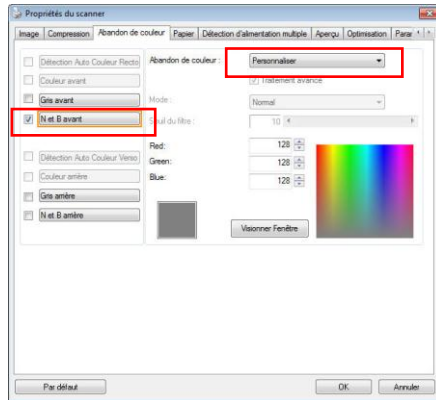 Propriétés du scanner
Image Compression Abandon de couleur Papier Détection d'alimentation multiple Aperçu Optimisation Parar
Détection Auto Couleur Recto
Couleur avant
Gris avant
N et B avant
Détection Auto Couleur Verso
Couleur arrière
Gris arrière
N et B arrière
Abandon de couleur : Personnaliser
Traitement avancé
Mode : Normal
Seuil du filtre : 10
Red: 128
Green: 128
Blue: 128
Visionner Fenêtre
Par défaut OK Annuler